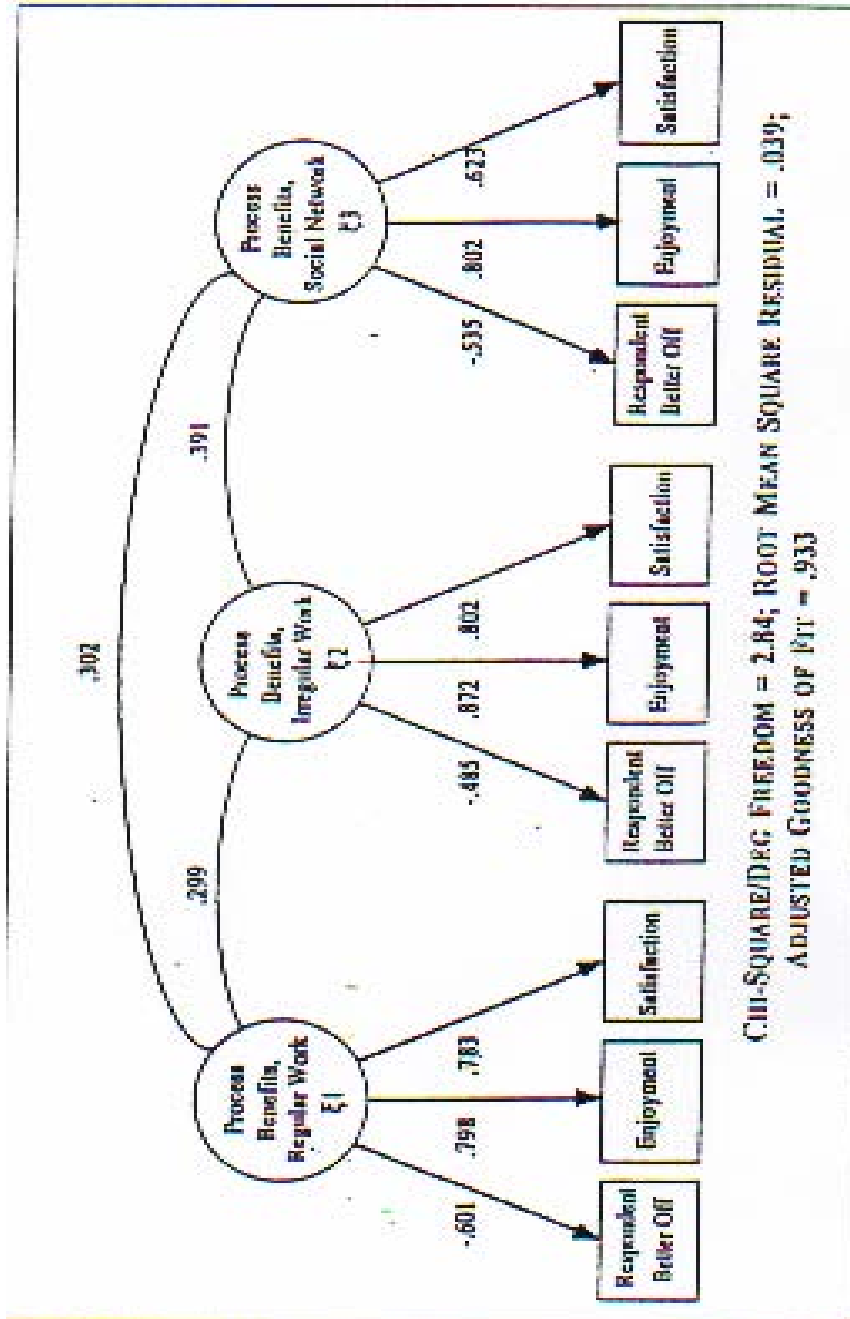 .302
.299
.391
Process
Benefits,
Regular Work
ξ1
Process
Benefits,
Irregular Work
ξ2
Process
Benefits,
Social Network
ξ3
-.601
.798
.783
-.485
.872
.802
-.535
.802
.623
Respondent
Better Off
Enjoyment
Satisfaction
Respondent
Better Off
Enjoyment
Satisfaction
Respondent
Better Off
Enjoyment
Satisfaction
CHI-SQUARE/DEG FREEDOM = 2.84; ROOT MEAN SQUARE RESIDUAL = .039;
ADJUSTED GOODNESS OF FIT = .933